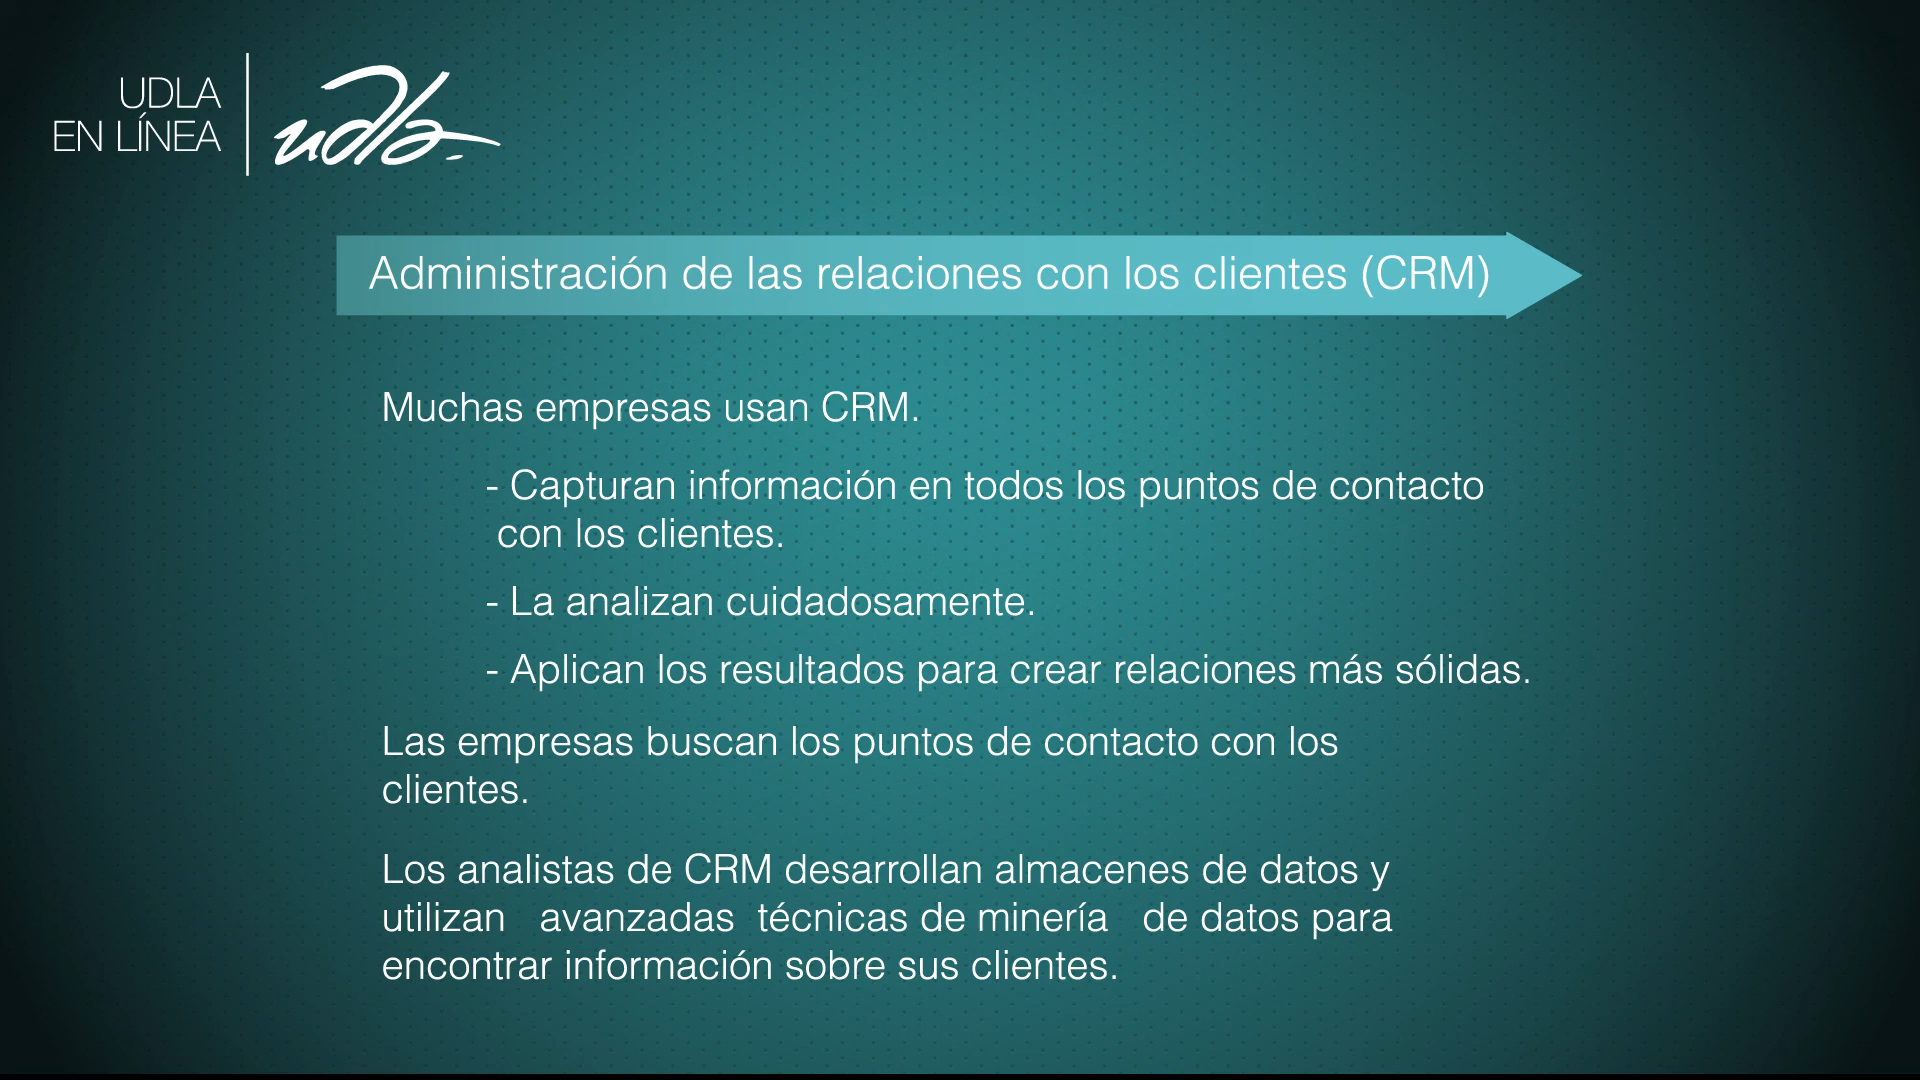 UDLA
EN LÍNEA
udla
Administración de las relaciones con los clientes (CRM)
Muchas empresas usan CRM.
- Capturan información en todos los puntos de contacto
con los clientes.
- La analizan cuidadosamente.
- Aplican los resultados para crear relaciones más sólidas.
Las empresas buscan los puntos de contacto con los
clientes.
Los analistas de CRM desarrollan almacenes de datos y
utilizan avanzadas técnicas de minería de datos para
encontrar información sobre sus clientes.